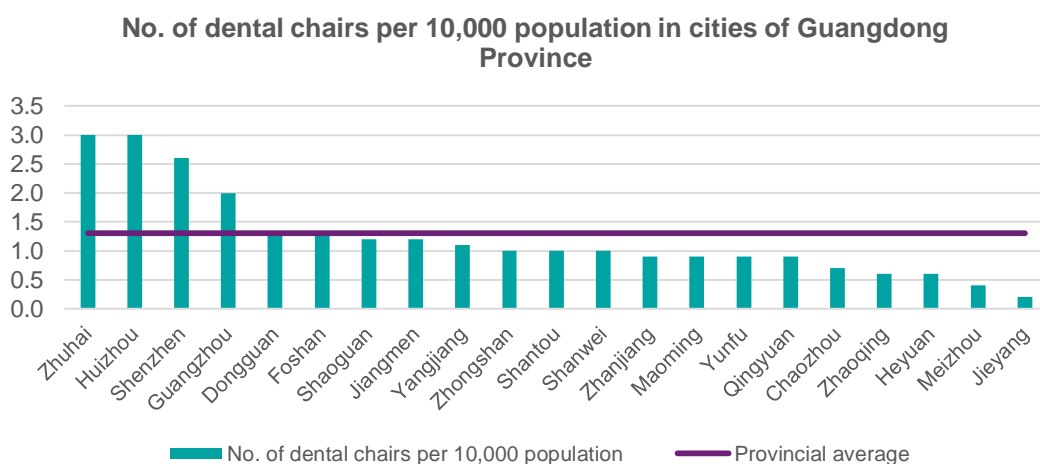 No. of dental chairs per 10,000 population in cities of Guangdong
Province
3.5
3.0
2.5
2.0
1.5
1.0
0.5
0.0
Zhuhai
Huizhou
Shenzhen
Guangzhou
Dongguan
Foshan
Shaoguan
Jiangmen
Yangjiang
Zhongshan
Shantou
Shanwei
Zhanjiang
Maoming
Yunfu
Qingyuan
Chaozhou
Zhaoqing
Heyuan
Meizhou
Jieyang
No. of dental chairs per 10,000 population
Provincial average